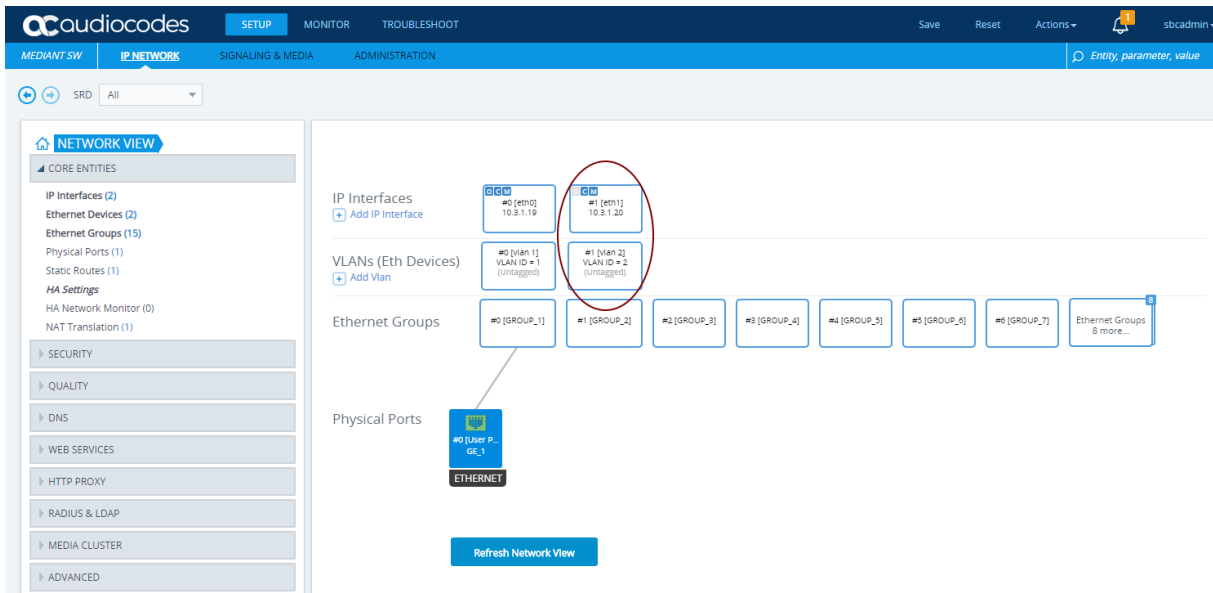 audiocodes SETUP MONITOR TROUBLESHOOT Save Reset Actions 1 sbcadmin
MEDIANT SW IP NETWORK SIGNALING & MEDIA ADMINISTRATION Entity, parameter, value
SRD All
NETWORK VIEW
CORE ENTITIES
IP Interfaces (2)
Ethernet Devices (2)
Ethernet Groups (15)
Physical Ports (1)
Static Routes (1)
HA Settings
HA Network Monitor (0)
NAT Translation (1)
SECURITY
QUALITY
DNS
WEB SERVICES
HTTP PROXY
RADIUS & LDAP
MEDIA CLUSTER
ADVANCED
IP Interfaces
+ Add IP Interface
O C M
#0 [eth0]
10.3.1.19
C M
#1 [eth1]
10.3.1.20
VLANs (Eth Devices)
+ Add Vlan
#0 [vlan 1]
VLAN ID = 1
(Untagged)
#1 [vlan 2]
VLAN ID = 2
(Untagged)
Ethernet Groups
#0 [GROUP_1]
#1 [GROUP_2]
#2 [GROUP_3]
#3 [GROUP_4]
#4 [GROUP_5]
#5 [GROUP_6]
#6 [GROUP_7]
8
Ethernet Groups
8 more...
Physical Ports
#0 [User P...
GE_1
ETHERNET
Refresh Network View